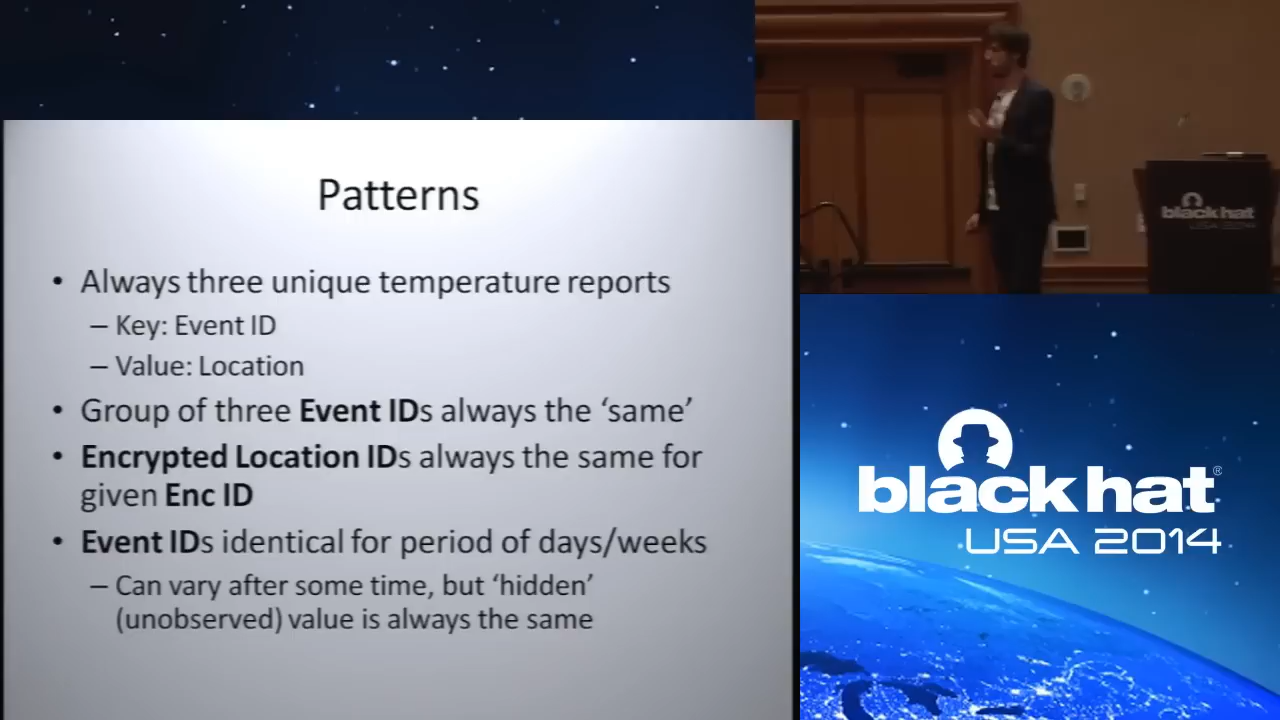 Patterns
• Always three unique temperature reports
– Key: Event ID
– Value: Location
• Group of three Event IDs always the ‘same’
• Encrypted Location IDs always the same for
given Enc ID
• Event IDs identical for period of days/weeks
– Can vary after some time, but ‘hidden’
(unobserved) value is always the same
black hat
USA 2014
black hat®
USA 2014